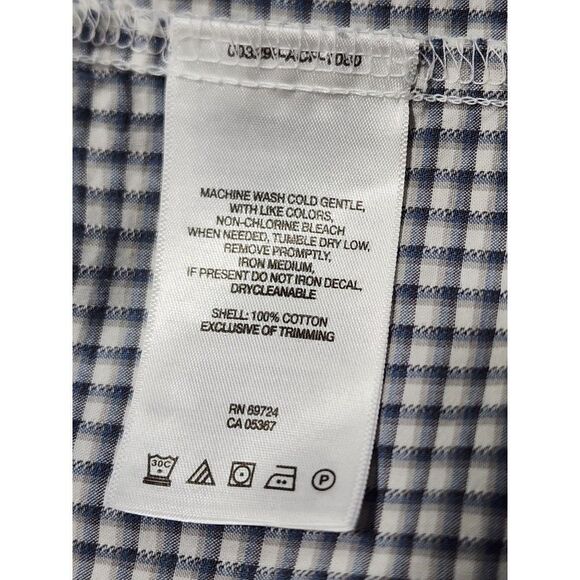 MACHINE WASH COLD GENTLE,
WITH LIKE COLORS,
NON-CHLORINE BLEACH
WHEN NEEDED, TUMBLE DRY LOW,
REMOVE PROMPTLY,
IRON MEDIUM,
IF PRESENT DO NOT IRON DECAL,
DRYCLEANABLE
SHELL: 100% COTTON
EXCLUSIVE OF TRIMMING
RN 69724
CA 05367
30C P